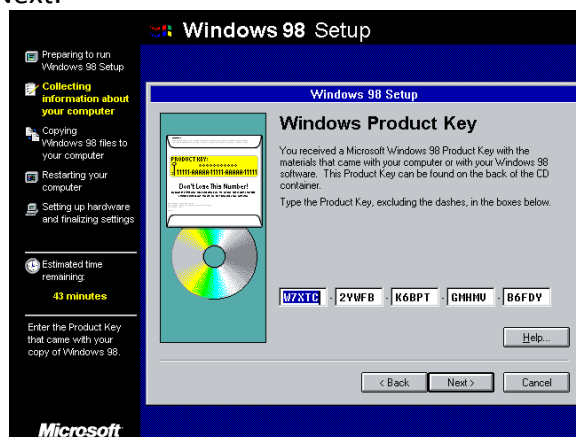 Next.
Windows 98 Setup
Preparing to run
Windows 98 Setup
Collecting
information about
your computer
Copying
Windows 98 files to
your computer
Restarting your
computer
Setting up hardware
and finalizing settings
Estimated time
remaining:
43 minutes
Enter the Product Key
that came with your
copy of Windows 98.
Microsoft
Windows 98 Setup
PRODUCT KEY:
11111-AAAAA-11111-AAAAA-11111
Don't Lose This Number!
Windows Product Key
You received a Microsoft Windows 98 Product Key with the
materials that came with your computer or with your Windows 98
software. This Product Key can be found on the back of the CD
container.
Type the Product Key, excluding the dashes, in the boxes below.
W7XTC - 2YWFB - K6BPT - GMHMV - B6FDY
Help...
< Back Next > Cancel